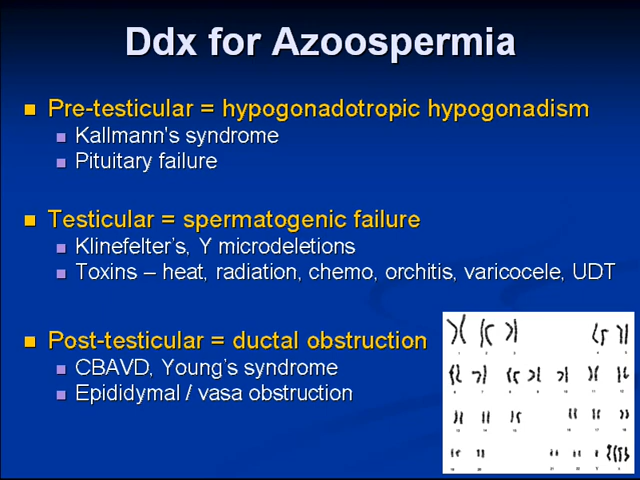 Ddx for Azoospermia
Pre-testicular = hypogonadotropic hypogonadism
Kallmann's syndrome
Pituitary failure
Testicular = spermatogenic failure
Klinefelter's, Y microdeletions
Toxins – heat, radiation, chemo, orchitis, varicocele, UDT
Post-testicular = ductal obstruction
CBAVD, Young's syndrome
Epididymal / vasa obstruction